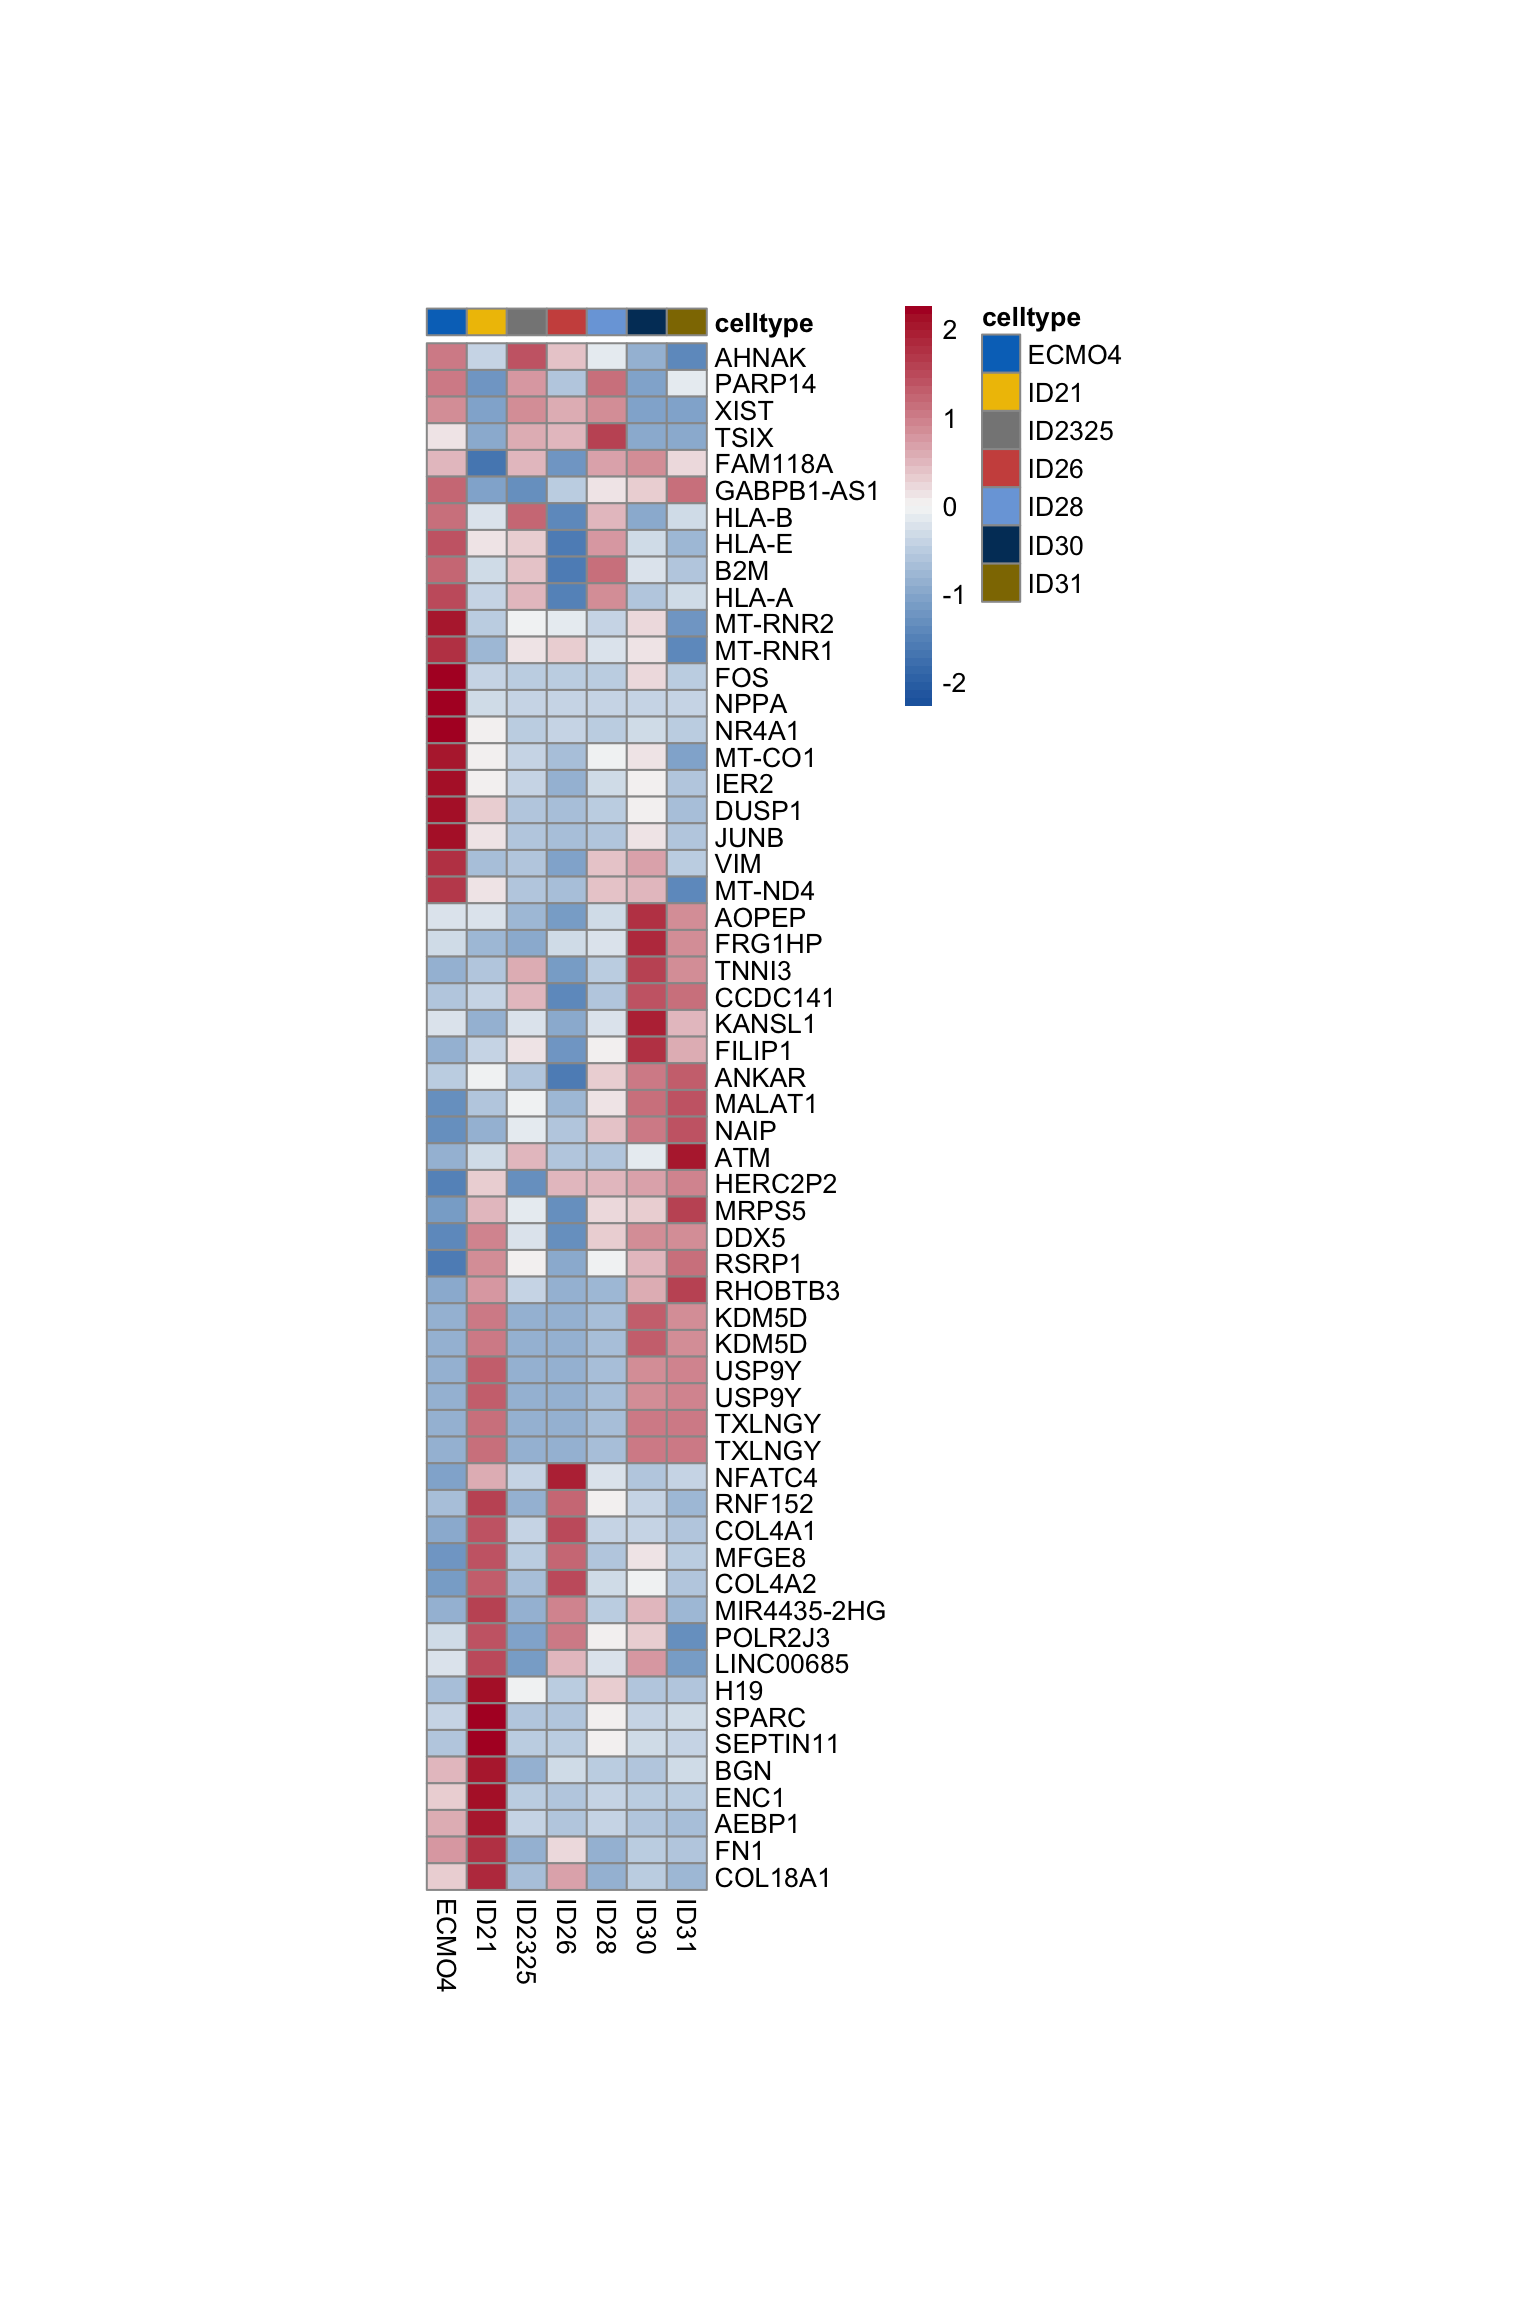 celltype
AHNAK
PARP14
XIST
TSIX
FAM118A
GABPB1-AS1
HLA-B
HLA-E
B2M
HLA-A
MT-RNR2
MT-RNR1
FOS
NPPA
NR4A1
MT-CO1
IER2
DUSP1
JUNB
VIM
MT-ND4
AOPEP
FRG1HP
TNNI3
CCDC141
KANSL1
FILIP1
ANKAR
MALAT1
NAIP
ATM
HERC2P2
MRPS5
DDX5
RSRP1
RHOBTB3
KDM5D
KDM5D
USP9Y
USP9Y
TXLNGY
TXLNGY
NFATC4
RNF152
COL4A1
MFGE8
COL4A2
MIR4435-2HG
POLR2J3
LINC00685
H19
SPARC
SEPTIN11
BGN
ENC1
AEBP1
FN1
COL18A1
ECMO4
ID21
ID2325
ID26
ID28
ID30
ID31
2
1
0
-1
-2
celltype
ECMO4
ID21
ID2325
ID26
ID28
ID30
ID31